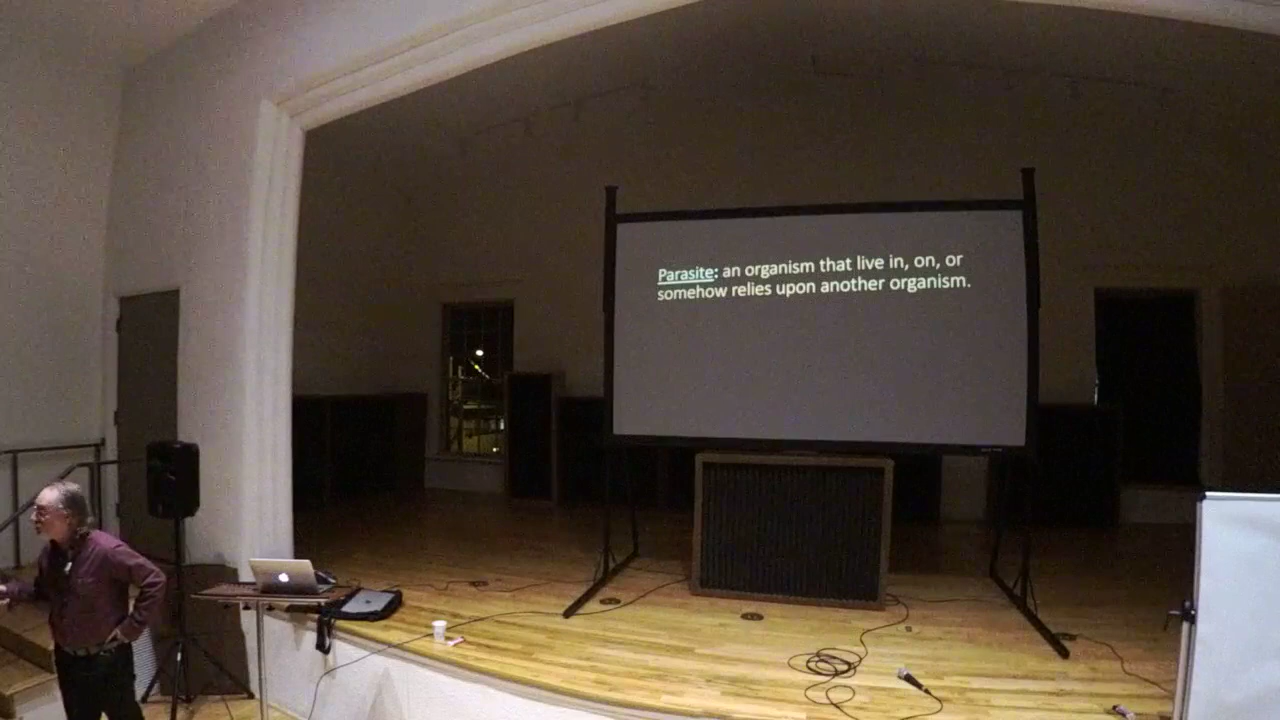 Parasite: an organism that live in, on, or
somehow relies upon another organism.